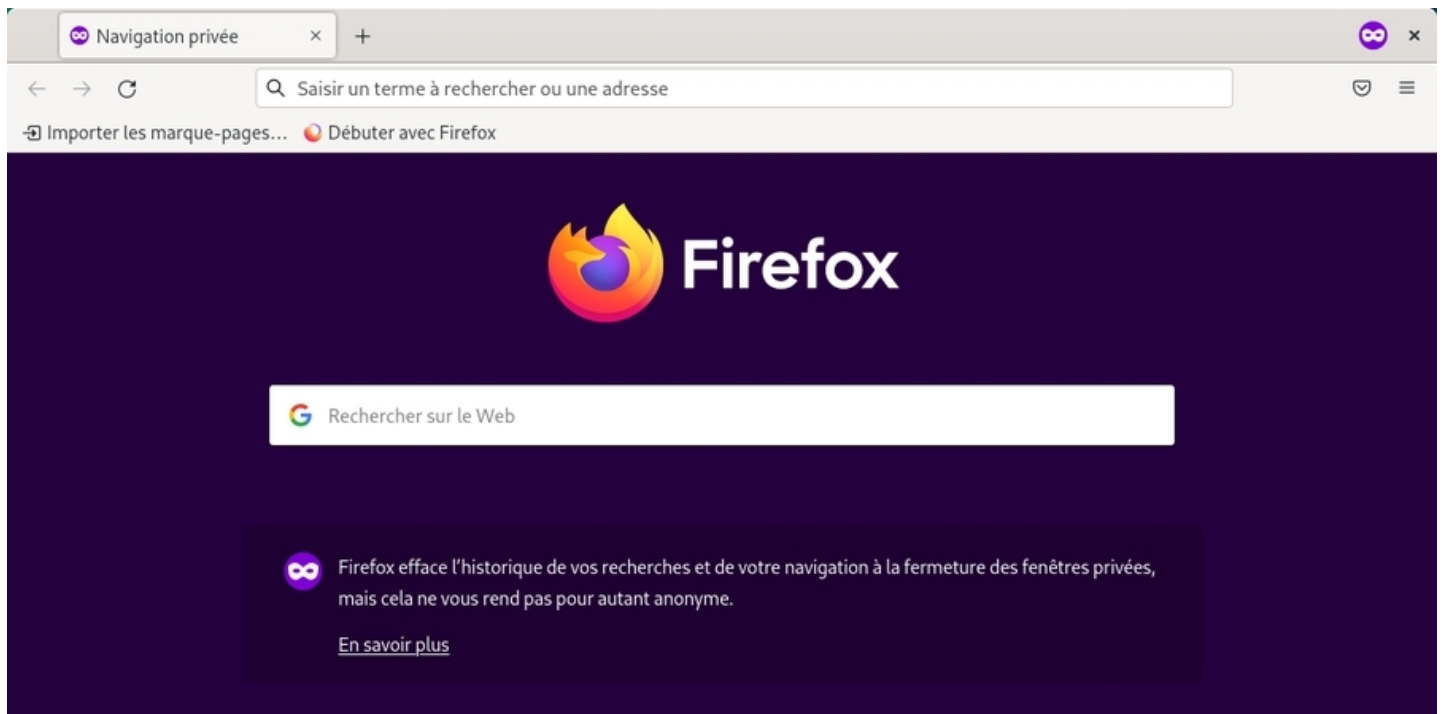 Navigation privée
Saisir un terme à rechercher ou une adresse
Importer les marque-pages… Débuter avec Firefox
Firefox
Rechercher sur le Web
Firefox efface l’historique de vos recherches et de votre navigation à la fermeture des fenêtres privées,
mais cela ne vous rend pas pour autant anonyme.
En savoir plus